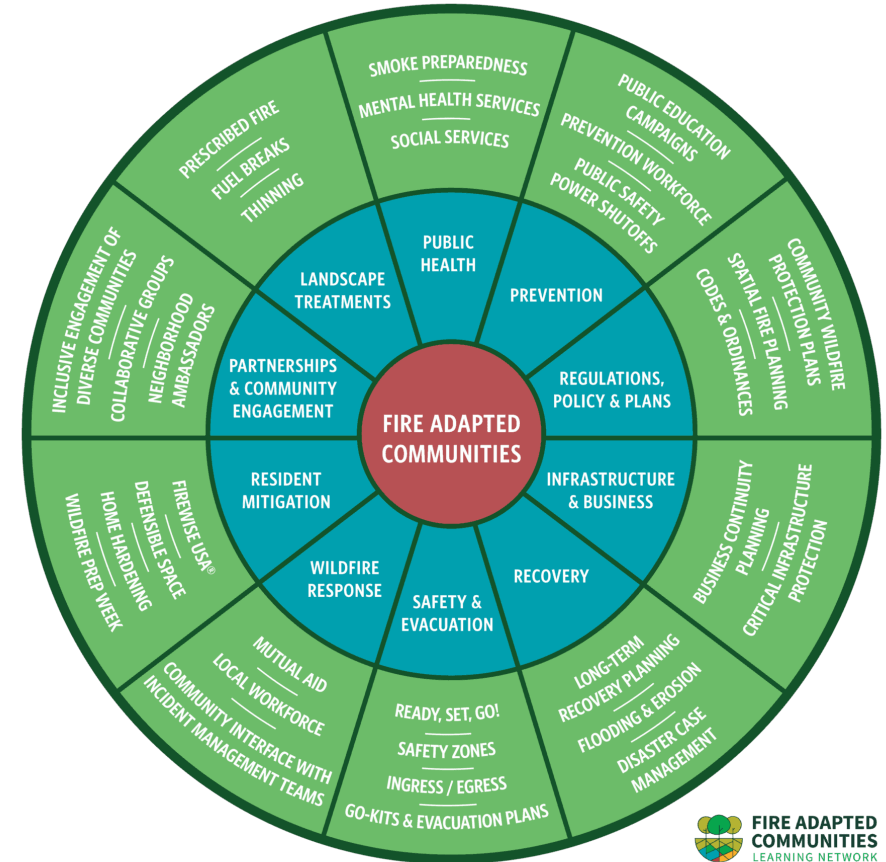 FIRE ADAPTED
COMMUNITIES
PUBLIC
HEALTH
PREVENTION
REGULATIONS,
POLICY & PLANS
INFRASTRUCTURE
& BUSINESS
RECOVERY
SAFETY &
EVACUATION
WILDFIRE
RESPONSE
RESIDENT
MITIGATION
PARTNERSHIPS
& COMMUNITY
ENGAGEMENT
LANDSCAPE
TREATMENTS
SMOKE PREPAREDNESS
MENTAL HEALTH SERVICES
SOCIAL SERVICES
PUBLIC EDUCATION
CAMPAIGNS
PREVENTION WORKFORCE
PUBLIC SAFETY
POWER SHUTOFFS
COMMUNITY WILDFIRE
PROTECTION PLANS
SPATIAL FIRE PLANNING
CODES & ORDINANCES
BUSINESS CONTINUITY
PLANNING
CRITICAL INFRASTRUCTURE
PROTECTION
LONG-TERM
RECOVERY PLANNING
FLOODING & EROSION
DISASTER CASE
MANAGEMENT
READY, SET, GO!
SAFETY ZONES
INGRESS / EGRESS
GO-KITS & EVACUATION PLANS
MUTUAL AID
LOCAL WORKFORCE
COMMUNITY INTERFACE WITH
INCIDENT MANAGEMENT TEAMS
FIREWISE USA®
DEFENSIBLE SPACE
HOME HARDENING
WILDFIRE PREP WEEK
INCLUSIVE ENGAGEMENT OF
DIVERSE COMMUNITIES
COLLABORATIVE GROUPS
NEIGHBORHOOD
AMBASSADORS
PRESCRIBED FIRE
FUEL BREAKS
THINNING
FIRE ADAPTED
COMMUNITIES
LEARNING NETWORK